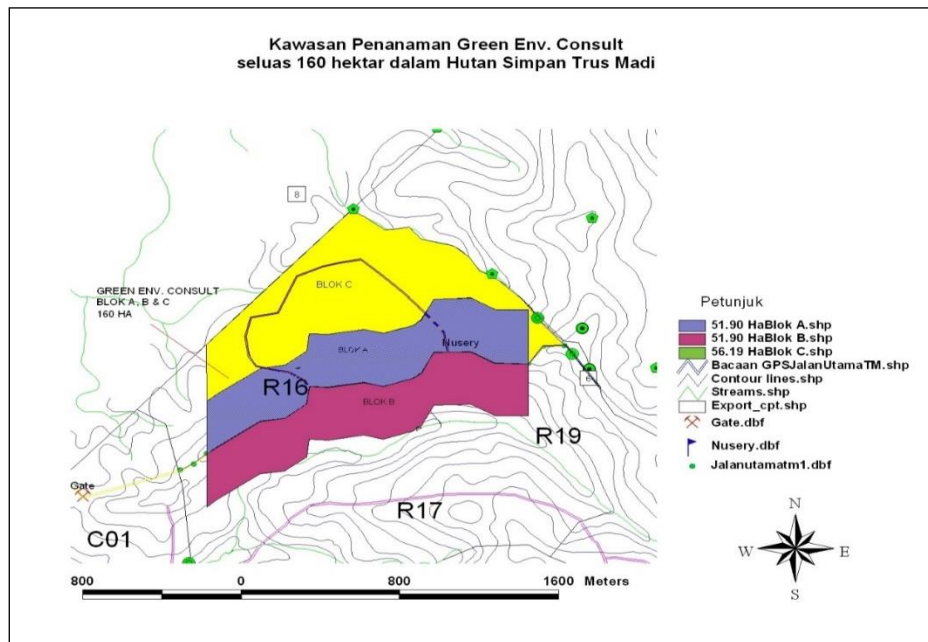 Kawasan Penanaman Green Env. Consult
seluas 160 hektar dalam Hutan Simpan Trus Madi
8
GREEN ENV. CONSULT
BLOK A, B & C
160 HA
BLOK C
Nusery
BLOK A
R16
6
BLOK B
R19
Gate
R17
C01
800 0 800 1600 Meters
Petunjuk
51.90 HaBlok A.shp
51.90 HaBlok B.shp
56.19 HaBlok C.shp
Bacaan GPSJalanUtamaTM.shp
Contour lines.shp
Streams.shp
Export_cpt.shp
Gate.dbf
Nusery.dbf
Jalanutamatm1.dbf
N
W E
S